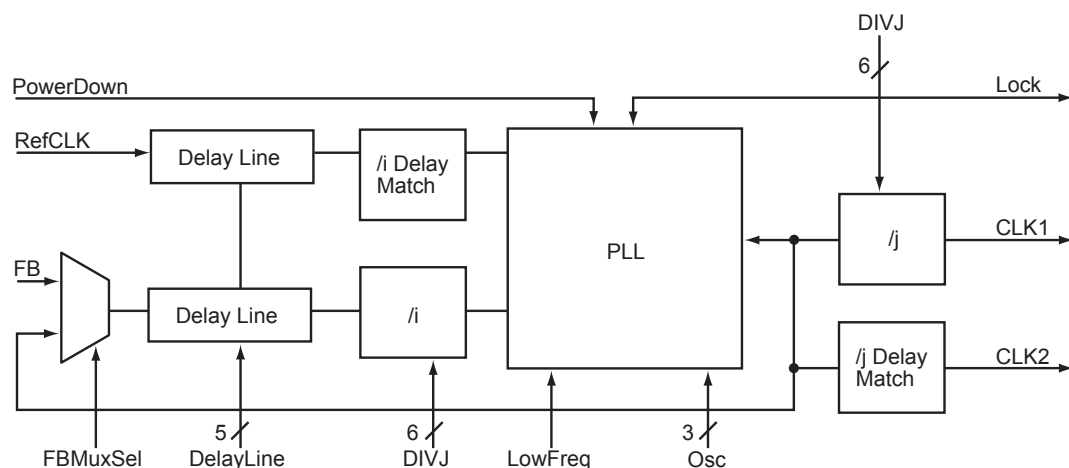 DIVJ
6
PowerDown
Lock
RefCLK
Delay Line
/i Delay
Match
PLL
/j
CLK1
FB
Delay Line
/i
/j Delay
Match
CLK2
5
6
3
FBMuxSel
DelayLine
DIVJ
LowFreq
Osc